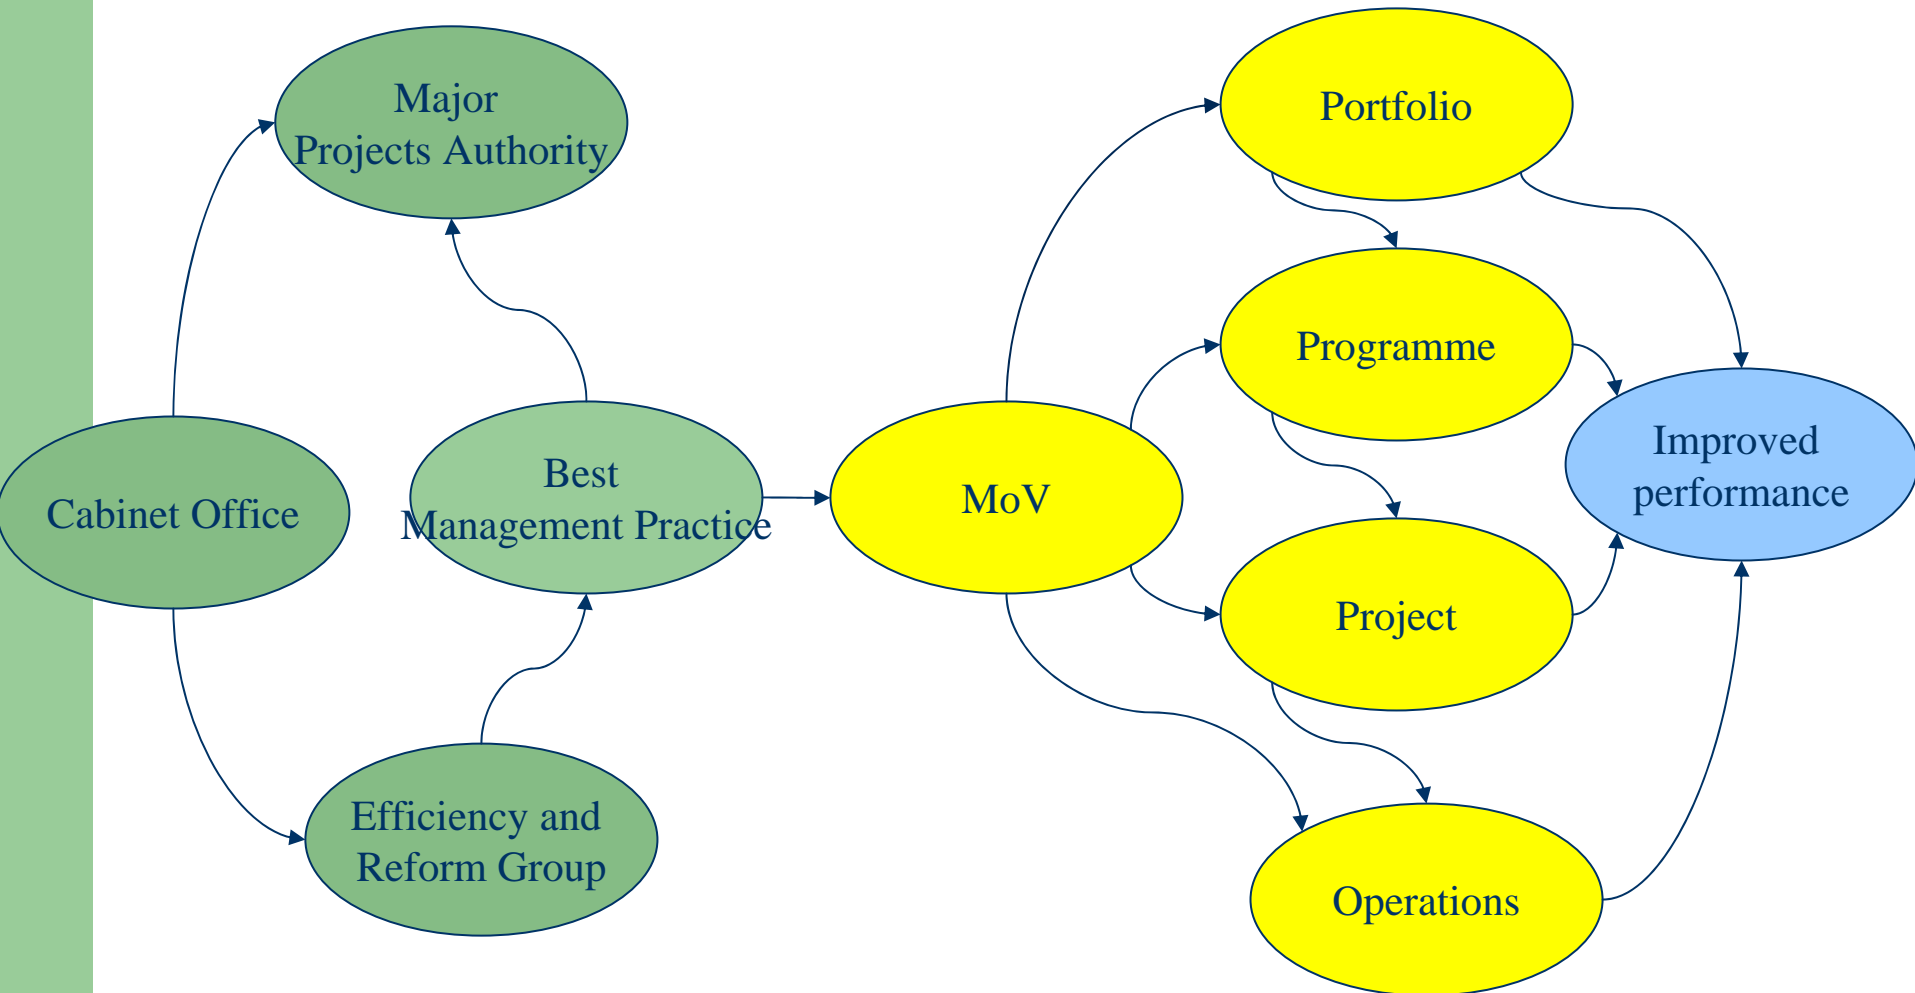 Major
Projects Authority
Portfolio
Programme
Improved
performance
Best
Management Practice
MoV
Cabinet Office
Project
Efficiency and
Reform Group
Operations